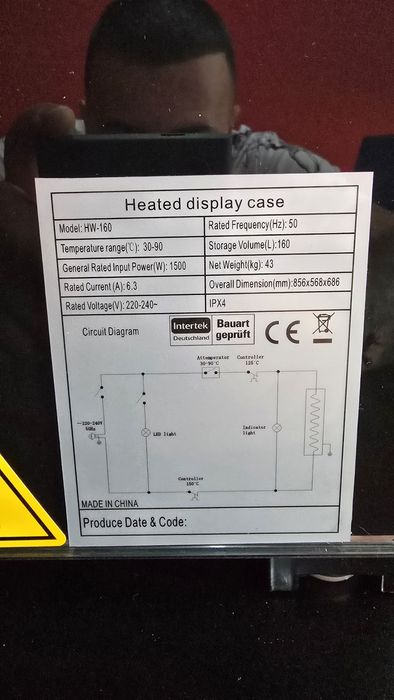 Heated display case
Model: HW-160
Rated Frequency(Hz): 50
Temperature range(℃): 30-90
Storage Volume(L):160
General Rated Input Power(W): 1500
Net Weight(kg): 43
Rated Current (A): 6.3
Overall Dimension(mm):856x568x686
Rated Voltage(V): 220-240~
IPX4
Circuit Diagram
Intertek
Deutschland
Bauart
geprüft
CE
Attemperator
30-90℃
Controller
125℃
~220-240V
50Hz
LED light
Indicator
light
Controller
150℃
MADE IN CHINA
Produce Date & Code: